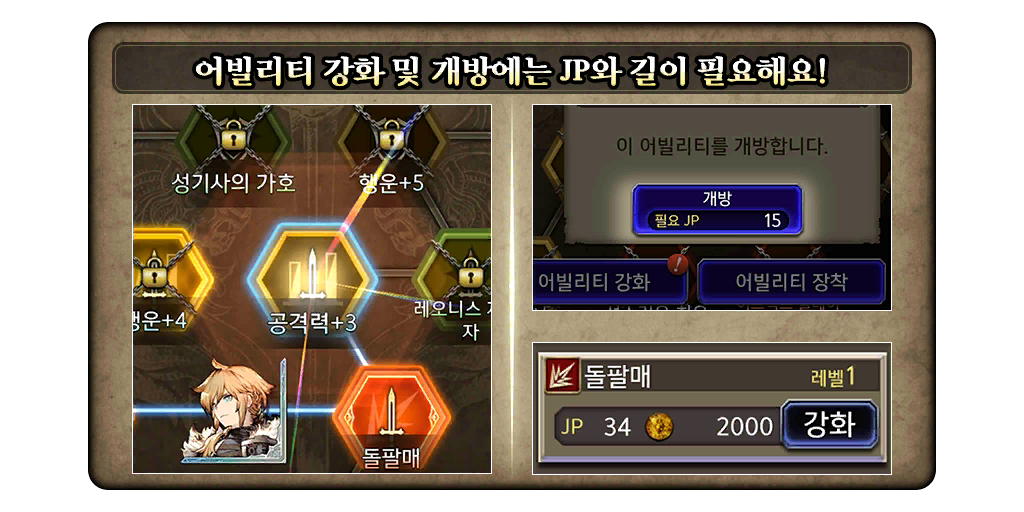 어빌리티 강화 및 개방에는 JP와 길이 필요해요!
성기사의 가호
행운+5
공격력+3
행운+4
레오니스
자
돌팔매
이 어빌리티를 개방합니다.
개방
필요 JP 15
어빌리티 강화
어빌리티 장착
돌팔매 레벨1
JP 34 2000 강화